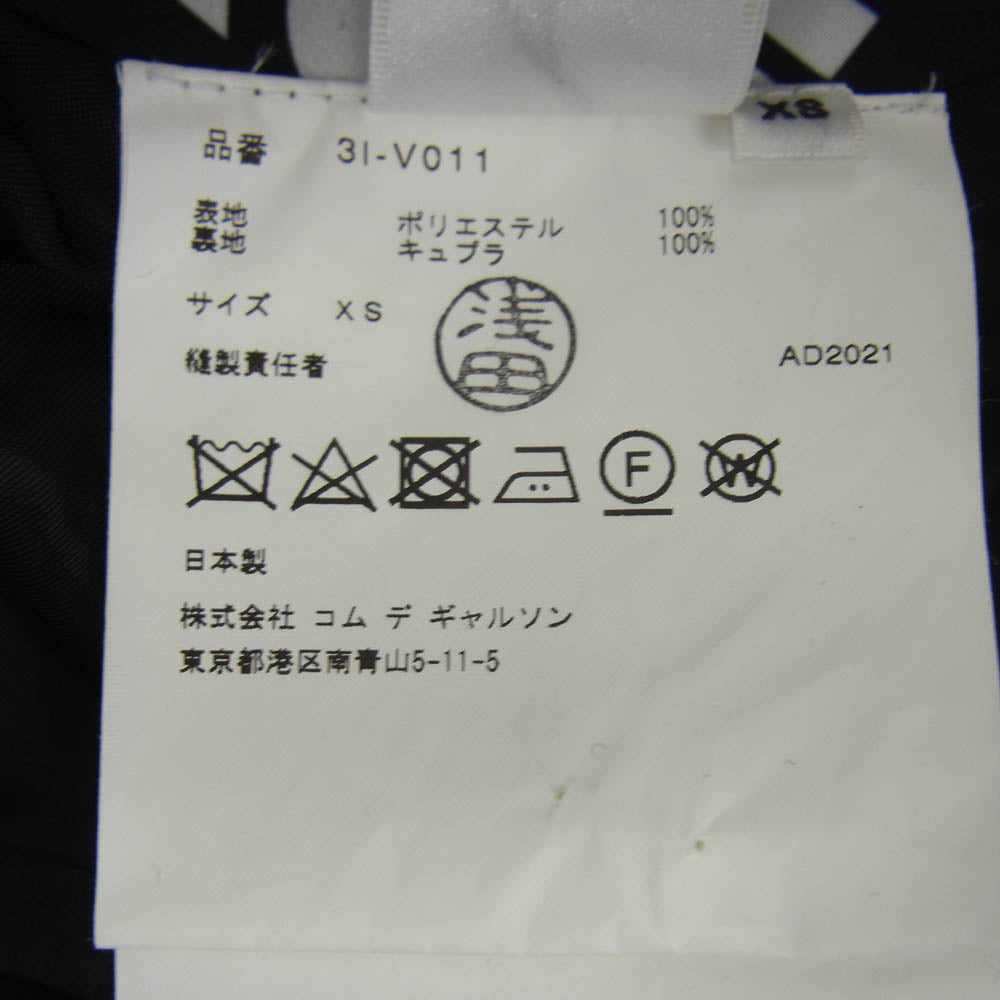 XS
品番 3I-V011
表地 ポリエステル 100%
裏地 キュプラ 100%
サイズ XS
浅田
縫製責任者
AD2021
F W
日本製
株式会社 コム デ ギャルソン
東京都港区南青山5-11-5